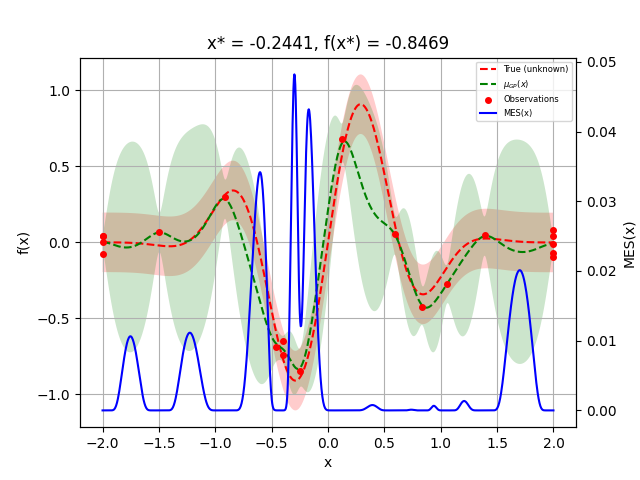 x* = -0.2441, f(x*) = -0.8469
True (unknown)
μGP(x)
Observations
MES(x)
f(x)
1.0
0.5
0.0
−0.5
−1.0
0.05
0.04
0.03
0.02
0.01
0.00
MES(x)
−2.0 −1.5 −1.0 −0.5 0.0 0.5 1.0 1.5 2.0
x